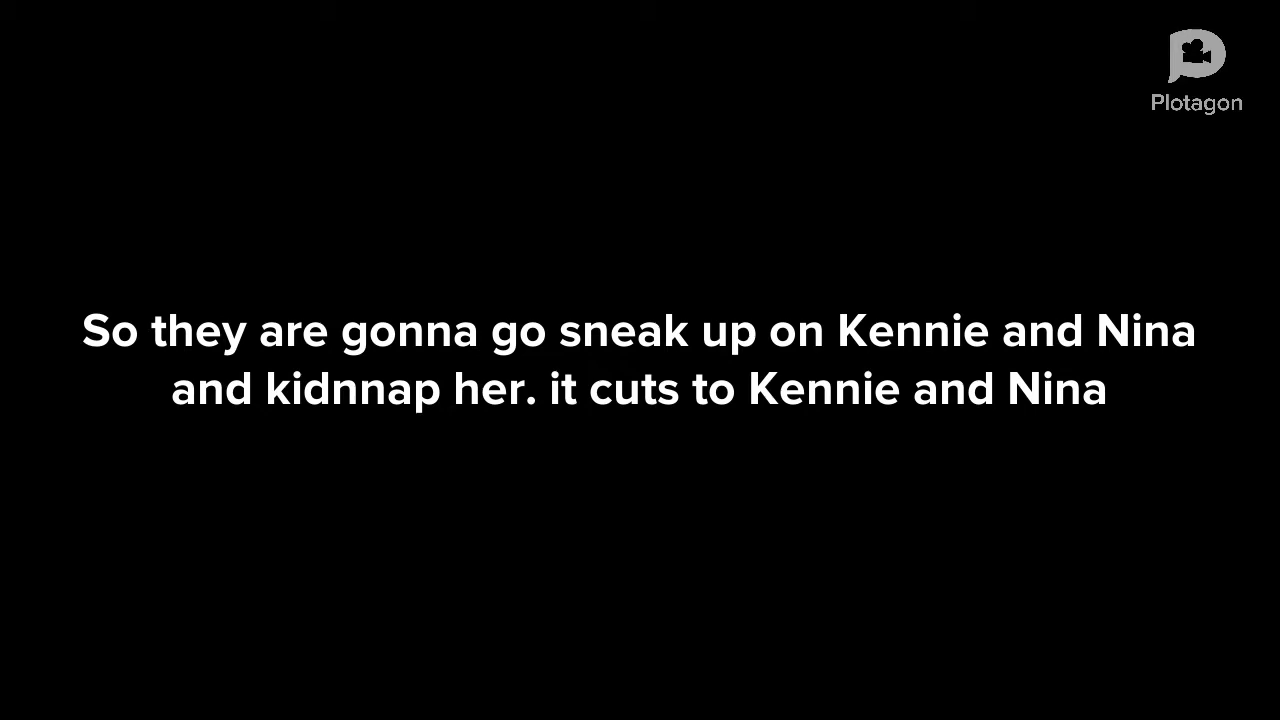 Plotagon
So they are gonna go sneak up on Kennie and Nina
and kidnnap her. it cuts to Kennie and Nina